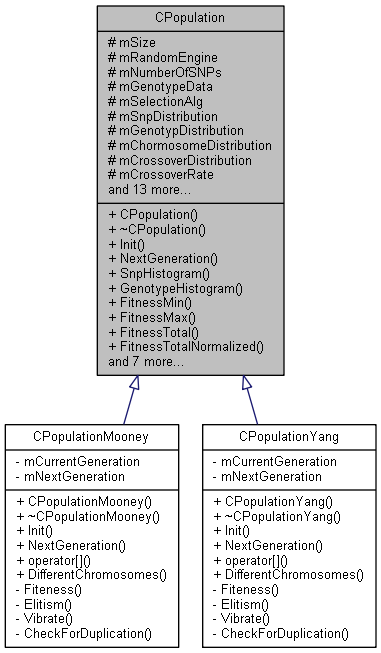 CPopulation
# mSize
# mRandomEngine
# mNumberOfSNPs
# mGenotypeData
# mSelectionAlg
# mSnpDistribution
# mGenotypDistribution
# mChormosomeDistribution
# mCrossoverDistribution
# mCrossoverRate
and 13 more...
+ CPopulation()
+ ~CPopulation()
+ Init()
+ NextGeneration()
+ SnpHistogram()
+ GenotypeHistogram()
+ FitnessMin()
+ FitnessMax()
+ FitnessTotal()
+ FitnessTotalNormalized()
and 7 more...
CPopulationMooney
- mCurrentGeneration
- mNextGeneration
+ CPopulationMooney()
+ ~CPopulationMooney()
+ Init()
+ NextGeneration()
+ operator[]()
+ DifferentChromosomes()
- Fiteness()
- Elitism()
- Vibrate()
- CheckForDuplication()
CPopulationYang
- mCurrentGeneration
- mNextGeneration
+ CPopulationYang()
+ ~CPopulationYang()
+ Init()
+ NextGeneration()
+ operator[]()
+ DifferentChromosomes()
- Fiteness()
- Elitism()
- Vibrate()
- CheckForDuplication()